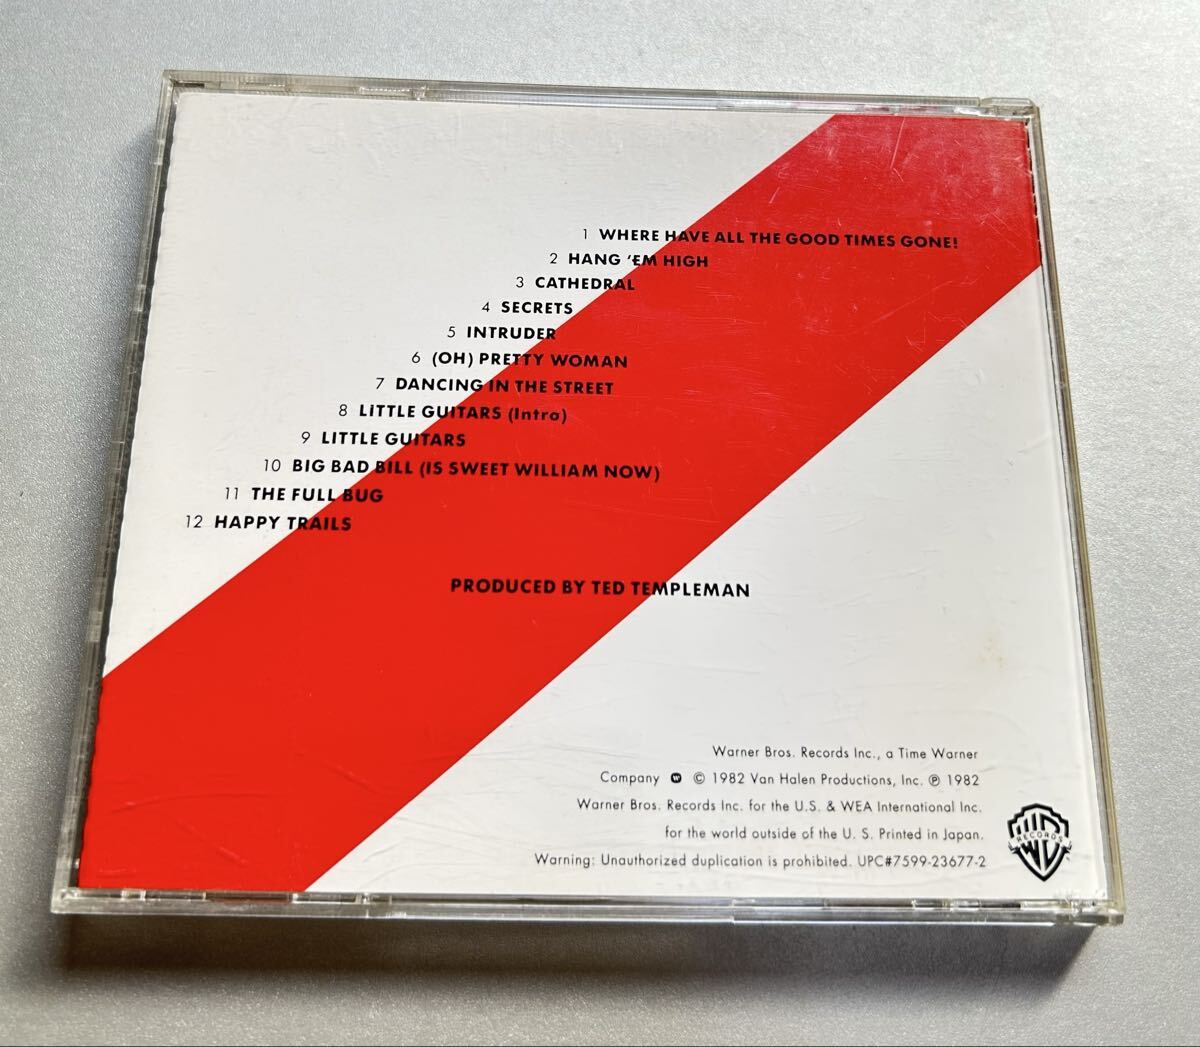 1 WHERE HAVE ALL THE GOOD TIMES GONE!
2 HANG 'EM HIGH
3 CATHEDRAL
4 SECRETS
5 INTRUDER
6 (OH) PRETTY WOMAN
7 DANCING IN THE STREET
8 LITTLE GUITARS (Intro)
9 LITTLE GUITARS
10 BIG BAD BILL (IS SWEET WILLIAM NOW)
11 THE FULL BUG
12 HAPPY TRAILS
PRODUCED BY TED TEMPLEMAN
Warner Bros. Records Inc., a Time Warner
Company W © 1982 Van Halen Productions, Inc. ℗ 1982
Warner Bros. Records Inc. for the U.S. & WEA International Inc.
for the world outside of the U. S. Printed in Japan.
Warning: Unauthorized duplication is prohibited. UPC#7599-23677-2
WB
RECORDS